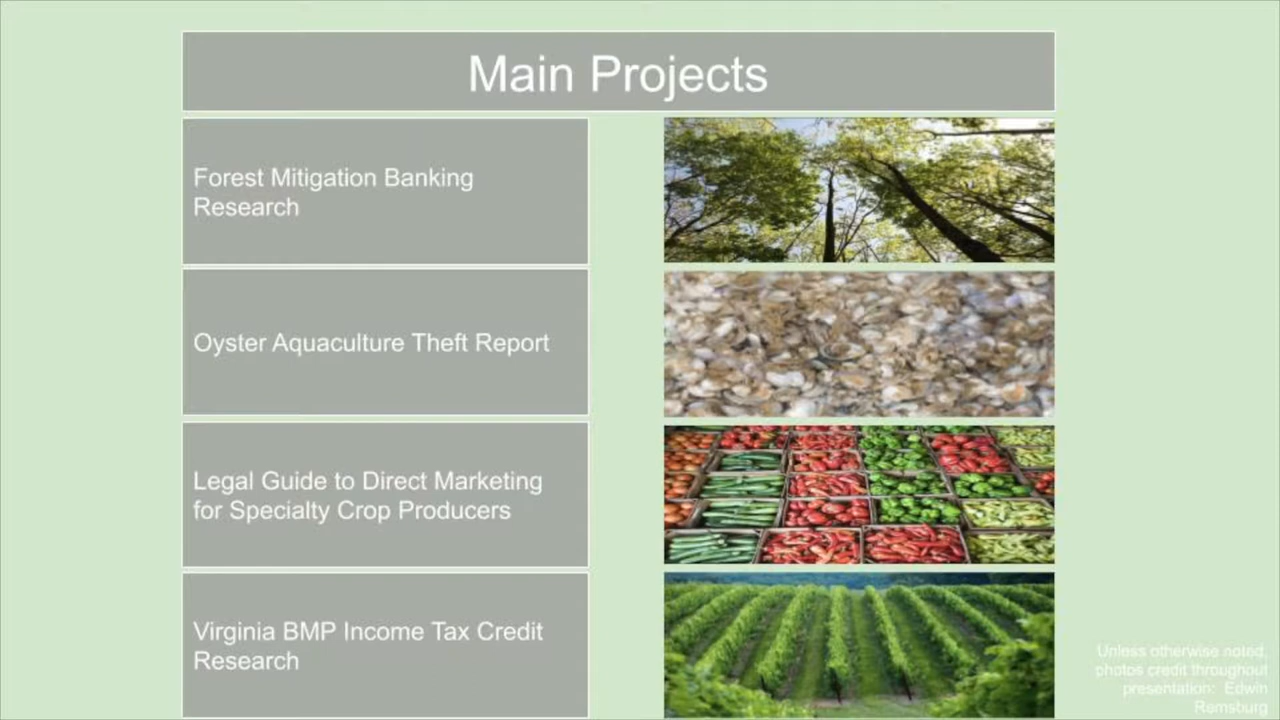 Main Projects
Forest Mitigation Banking
Research
Oyster Aquaculture Theft Report
Legal Guide to Direct Marketing
for Specialty Crop Producers
Virginia BMP Income Tax Credit
Research
Unless otherwise noted,
photos credit throughout
presentation: Edwin
Remsburg